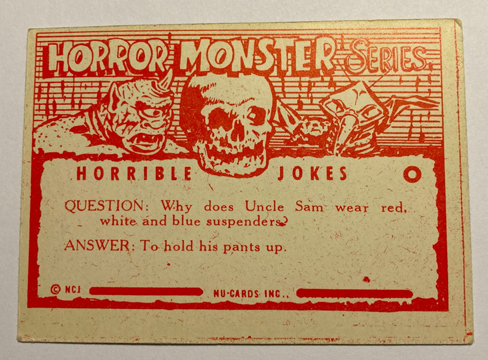 HORROR MONSTER SERIES
HORRIBLE JOKES O
QUESTION: Why does Uncle Sam wear red,
white and blue suspenders?
ANSWER: To hold his pants up.
© NCJ NU-CARDS INC.,